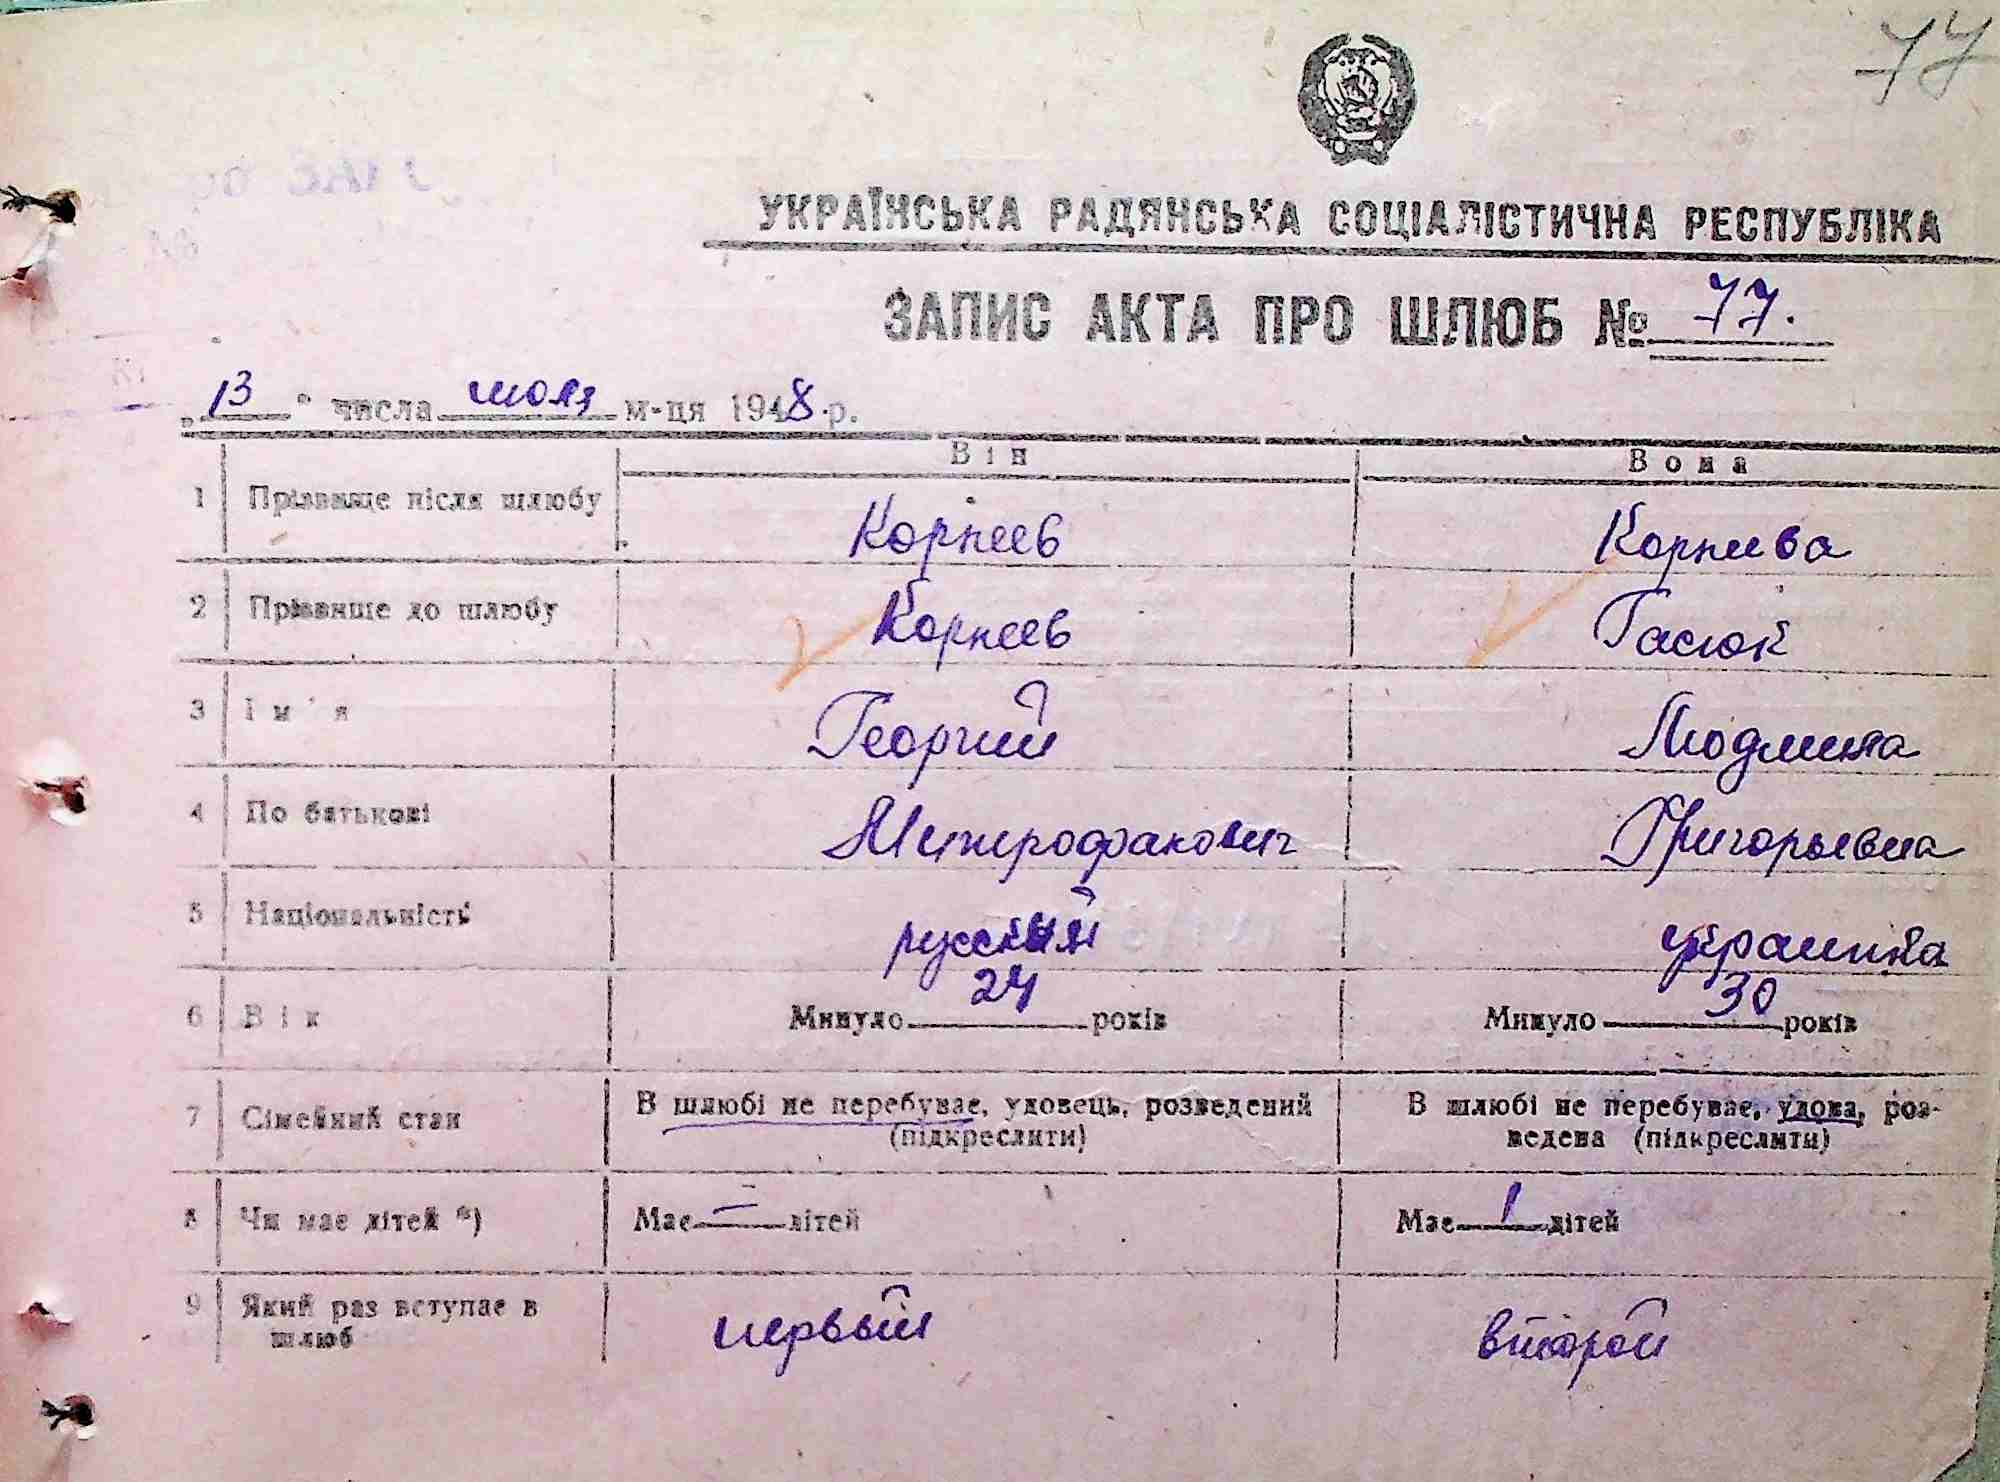 77
УКРАЇНСЬКА РАДЯНСЬКА СОЦІАЛІСТИЧНА РЕСПУБЛІКА
ЗАПИС АКТА ПРО ШЛЮБ № 77.
„13" числа июля м-ця 1948 р.
Він Вона
1 Прізвище після шлюбу Корнеев Корнеева
2 Прізвище до шлюбу Корнеев Гасюк
3 Ім'я Георгий Людмила
4 По батькові Митрофанович Григорьевна
5 Національність русский украинка
6 Вік Минуло 24 років Минуло 30 років
7 Сімейний стан В шлюбі не перебуває, удовець, розведений (підкреслити) В шлюбі не перебуває, удова, роз-
ведена (підкреслити)
8 Чи має дітей *) Має — дітей Має 1 дітей
9 Який раз вступає в шлюб первый второй